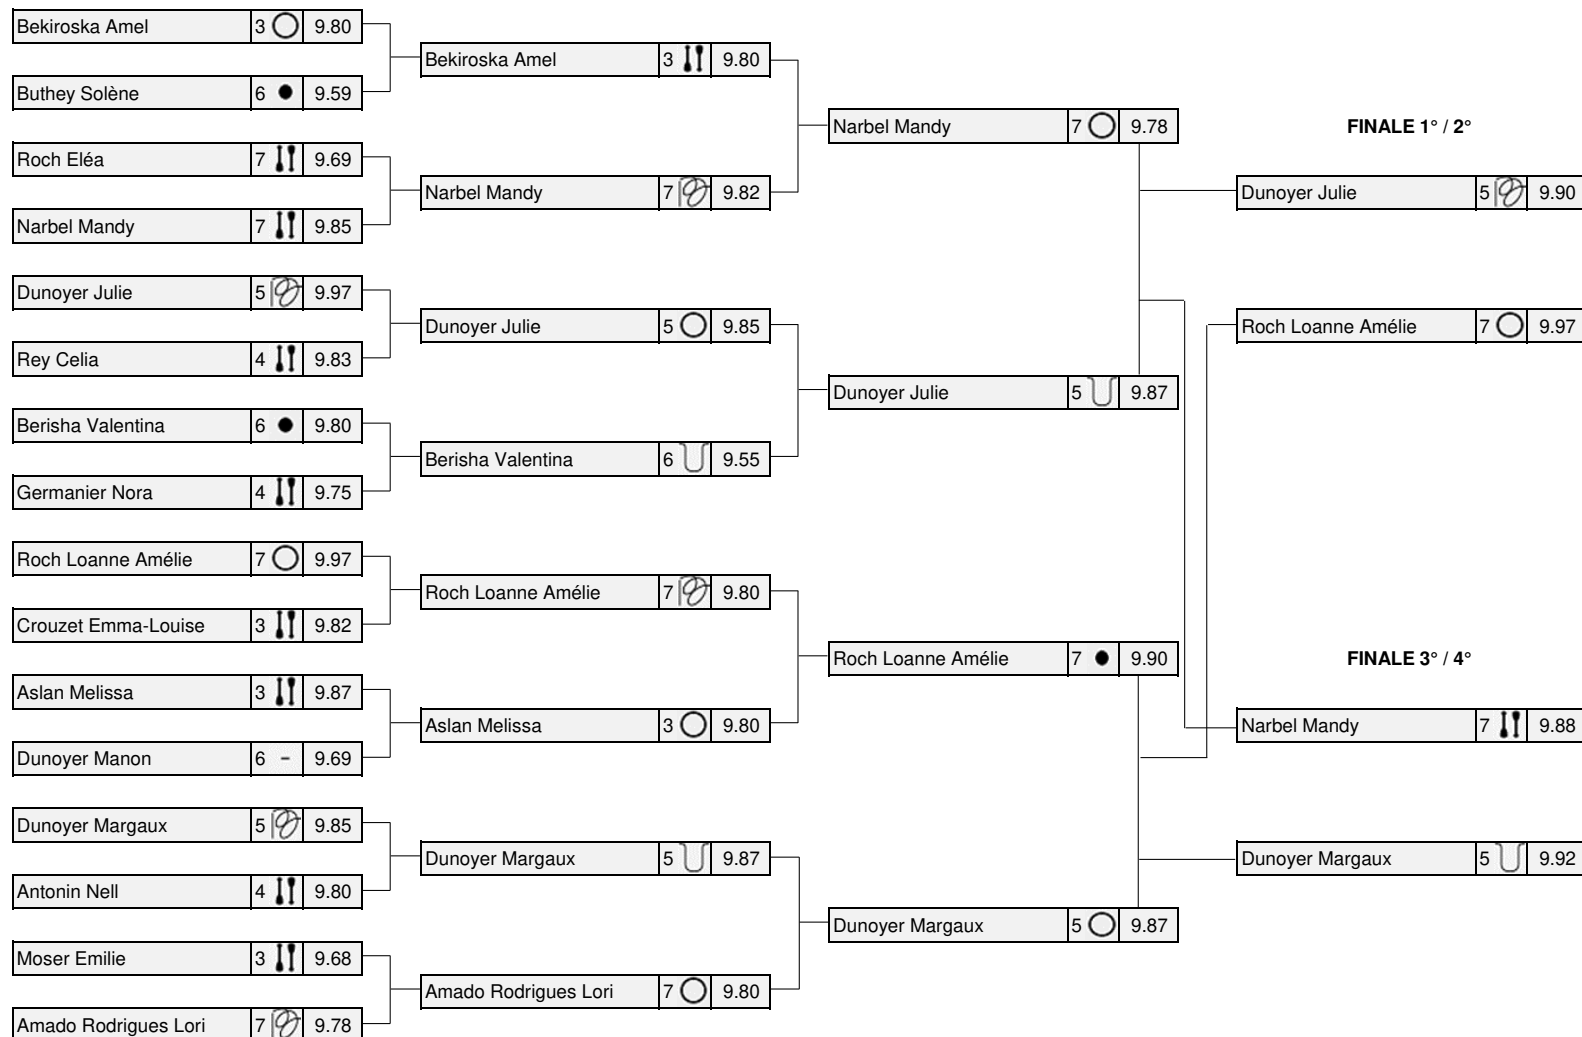 Bekiroska Amel 3 9.80
Buthey Solène 6 9.59
Roch Eléa 7 9.69
Narbel Mandy 7 9.85
Dunoyer Julie 5 9.97
Rey Celia 4 9.83
Berisha Valentina 6 9.80
Germanier Nora 4 9.75
Roch Loanne Amélie 7 9.97
Crouzet Emma-Louise 3 9.82
Aslan Melissa 3 9.87
Dunoyer Manon 6 - 9.69
Dunoyer Margaux 5 9.85
Antonin Nell 4 9.80
Moser Emilie 3 9.68
Amado Rodrigues Lori 7 9.78
Bekiroska Amel 3 9.80
Narbel Mandy 7 9.82
Dunoyer Julie 5 9.85
Berisha Valentina 6 9.55
Roch Loanne Amélie 7 9.80
Aslan Melissa 3 9.80
Dunoyer Margaux 5 9.87
Amado Rodrigues Lori 7 9.80
Narbel Mandy 7 9.78
Dunoyer Julie 5 9.87
Roch Loanne Amélie 7 9.90
Dunoyer Margaux 5 9.87
FINALE 1° / 2°
Dunoyer Julie 5 9.90
Roch Loanne Amélie 7 9.97
FINALE 3° / 4°
Narbel Mandy 7 9.88
Dunoyer Margaux 5 9.92